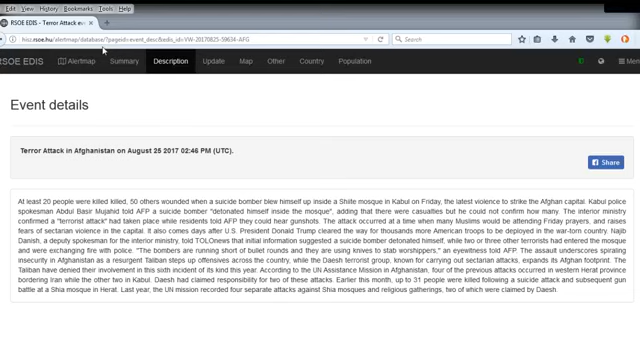 Edit View History Bookmarks Tools Help
RSOE EDIS - Terror Attack e
hisz.rsoe.hu/alertmap/database/?pageid=event_desc&edis_id=VW-20170825-59634-AFG
Search
RSOE EDIS Alertmap Summary Description Update Map Other Country Population Men
Event details
Terror Attack in Afghanistan on August 25 2017 02:46 PM (UTC).
Share
At least 20 people were killed killed, 50 others wounded when a suicide bomber blew himself up inside a Shiite mosque in Kabul on Friday, the latest violence to strike the Afghan capital. Kabul police
spokesman Abdul Basir Mujahid told AFP a suicide bomber "detonated himself inside the mosque", adding that there were casualties but he could not confirm how many. The interior ministry
confirmed a "terrorist attack" had taken place while residents told AFP they could hear gunshots. The attack occurred at a time when many Muslims would be attending Friday prayers, and raises
fears of sectarian violence in the capital. It also comes days after U.S. President Donald Trump cleared the way for thousands more American troops to be deployed in the war-torn country. Najib
Danish, a deputy spokesman for the interior ministry, told TOLOnews that initial information suggested a suicide bomber detonated himself, while two or three other terrorists had entered the mosque
and were exchanging fire with police. "The bombers are running short of bullet rounds and they are using knives to stab worshippers," an eyewitness told AFP. The assault underscores spiraling
insecurity in Afghanistan as a resurgent Taliban steps up offensives across the country, while the Daesh terrorist group, known for carrying out sectarian attacks, expands its Afghan footprint. The
Taliban have denied their involvement in this sixth incident of its kind this year. According to the UN Assistance Mission in Afghanistan, four of the previous attacks occurred in western Herat province
bordering Iran while the other two in Kabul. Daesh had claimed responsibility for two of these attacks. Earlier this month, up to 31 people were killed following a suicide attack and subsequent gun
battle at a Shia mosque in Herat. Last year, the UN mission recorded four separate attacks against Shia mosques and religious gatherings, two of which were claimed by Daesh.